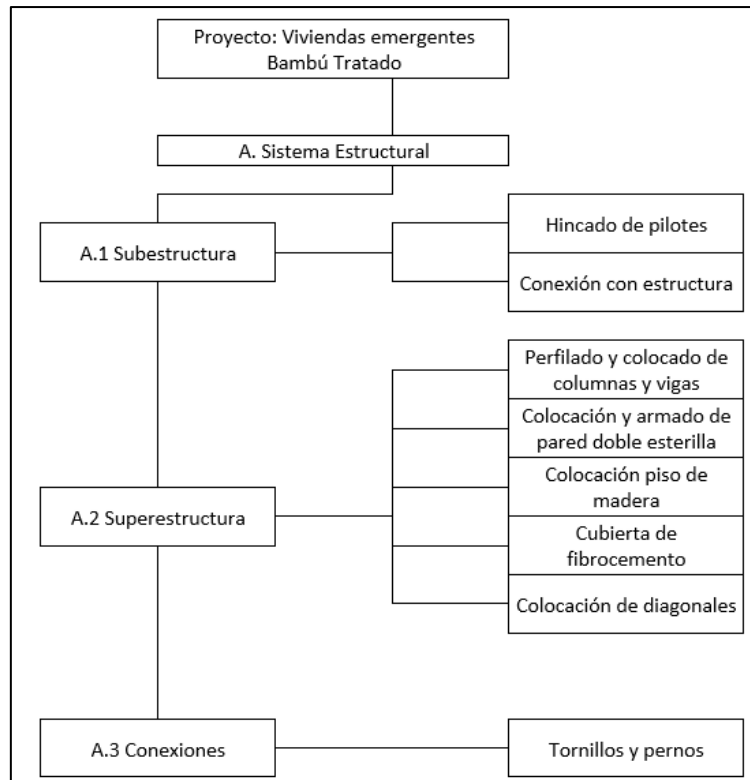 Proyecto: Viviendas emergentes
Bambú Tratado
A. Sistema Estructural
A.1 Subestructura
Hincado de pilotes
Conexión con estructura
A.2 Superestructura
Perfilado y colocado de
columnas y vigas
Colocación y armado de
pared doble esterilla
Colocación piso de
madera
Cubierta de
fibrocemento
Colocación de diagonales
A.3 Conexiones
Tornillos y pernos